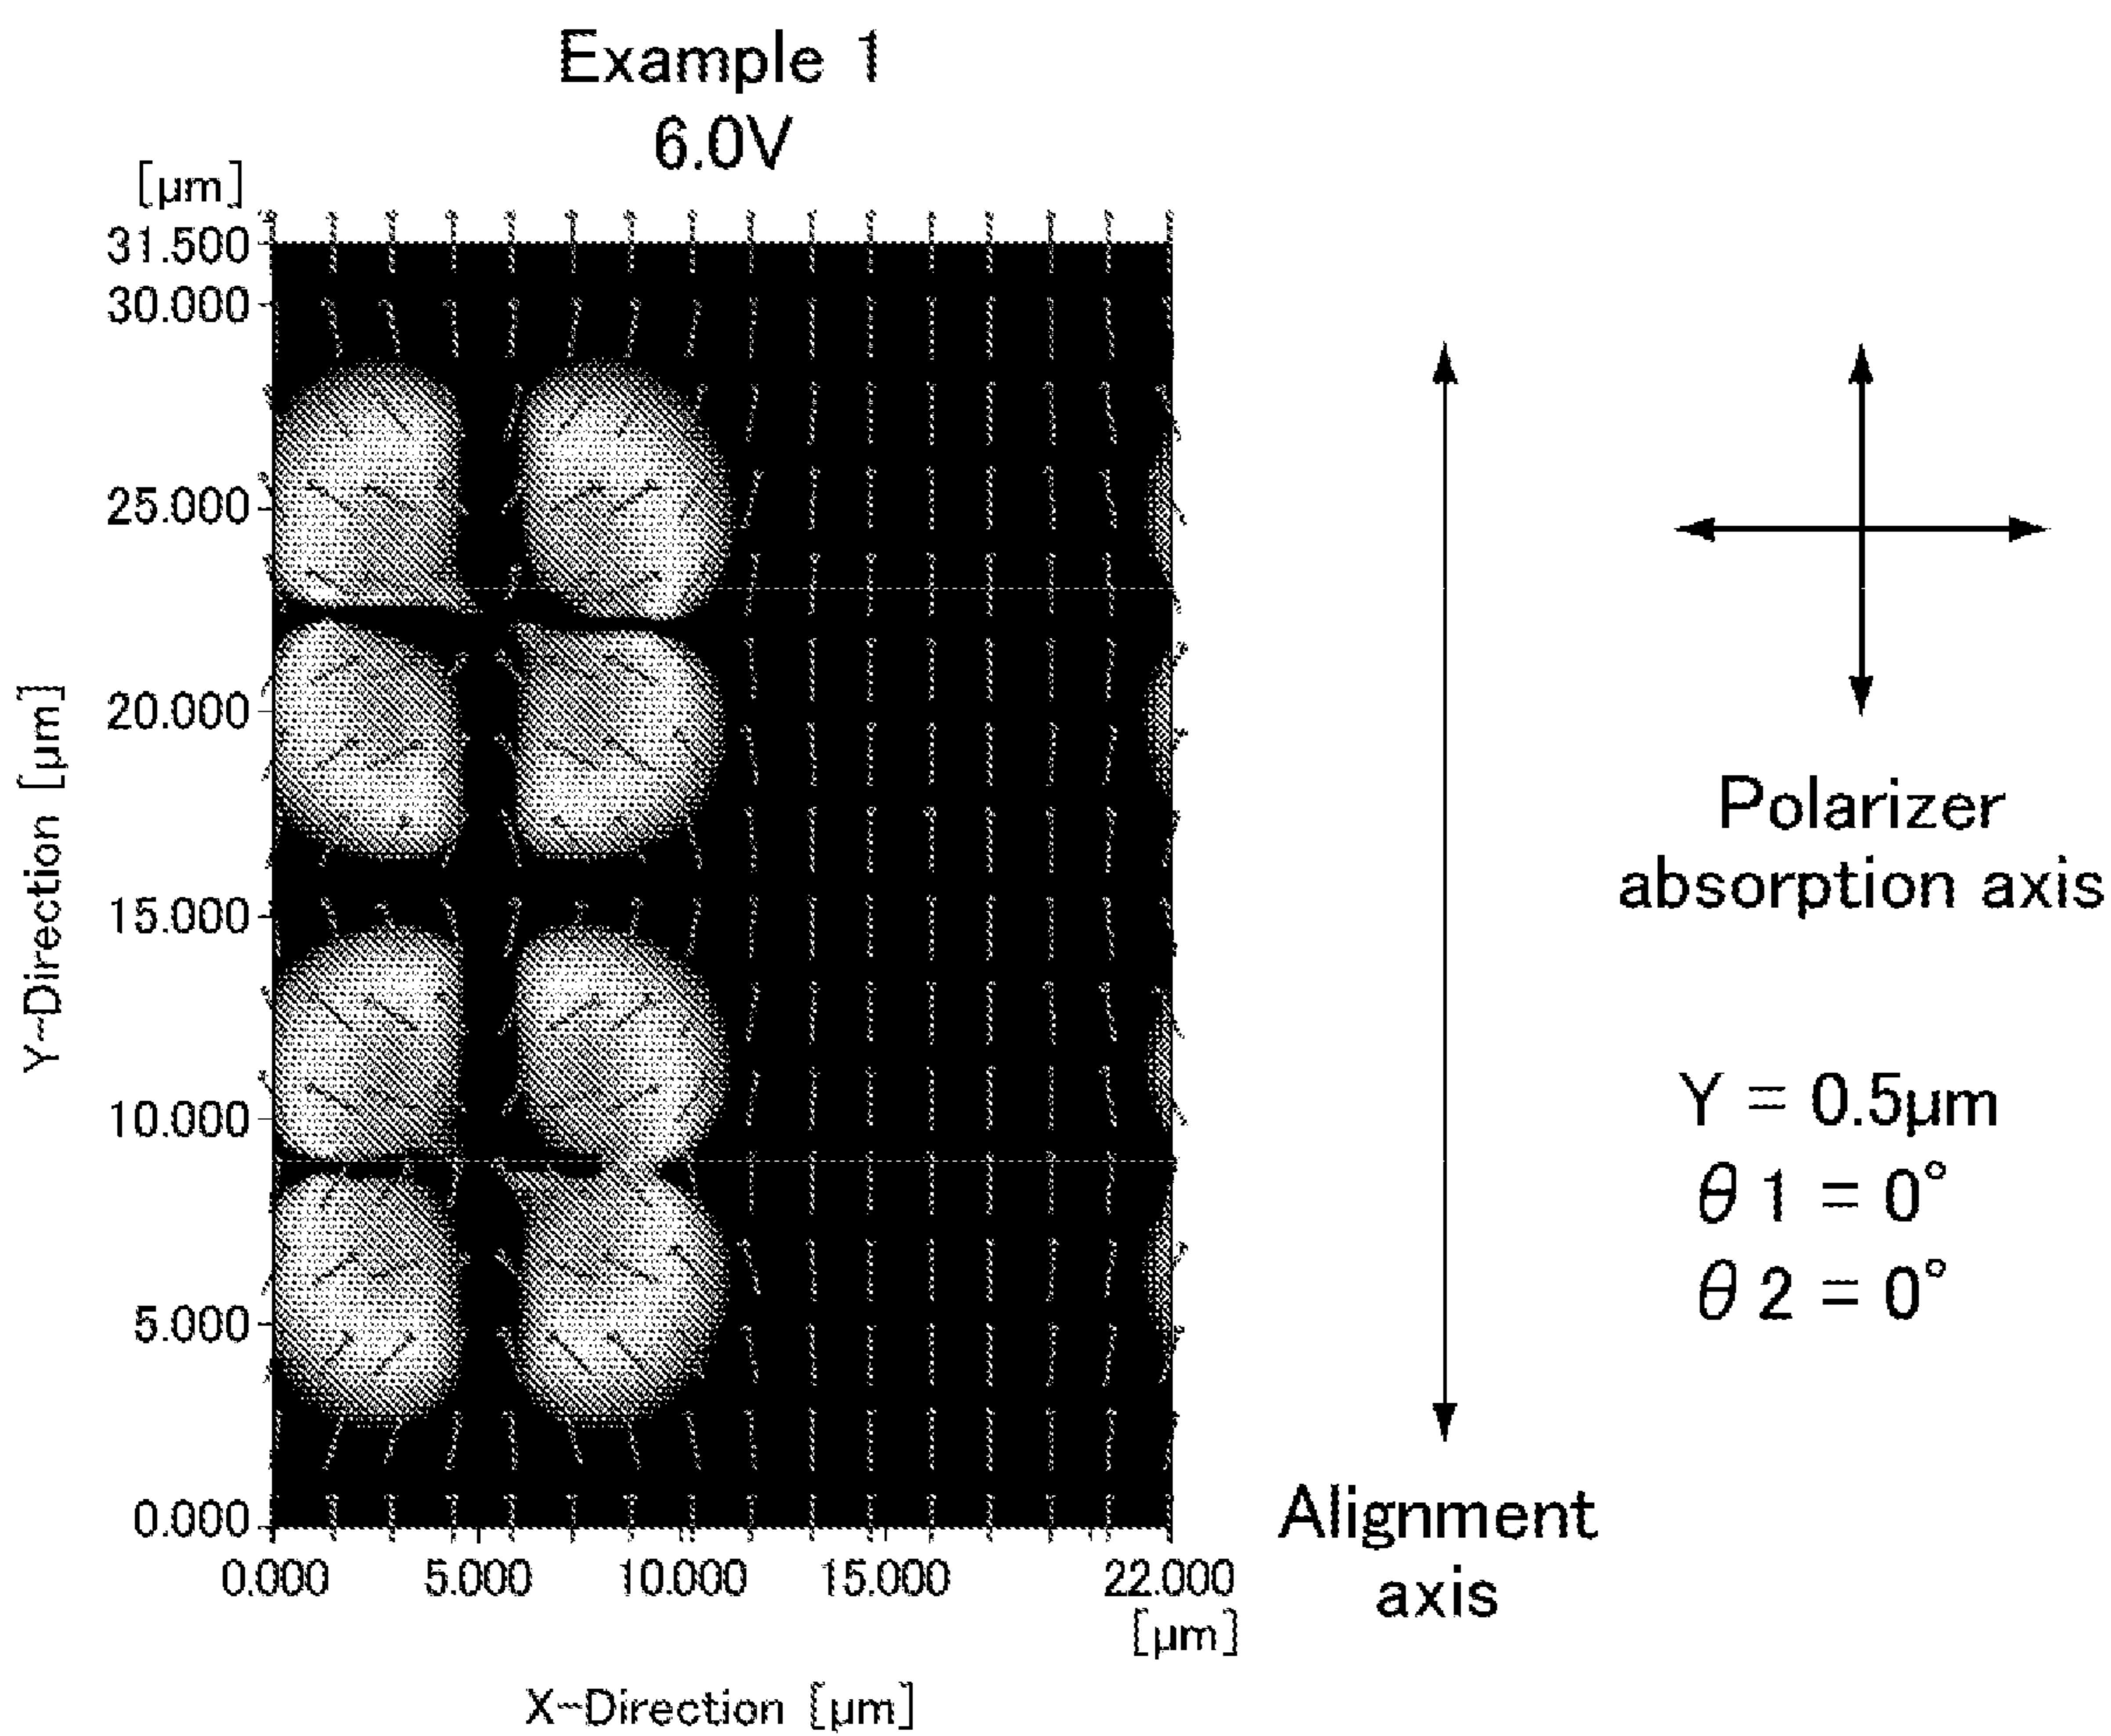 Example 1
6.0V
[μm]
31.500
30.000
25.000
20.000
15.000
10.000
5.000
0.000
Y-Direction [μm]
0.000 5.000 10.000 15.000 22.000
[μm]
X-Direction [μm]
Alignment
axis
Polarizer
absorption axis
Y = 0.5μm
θ1 = 0°
θ2 = 0°